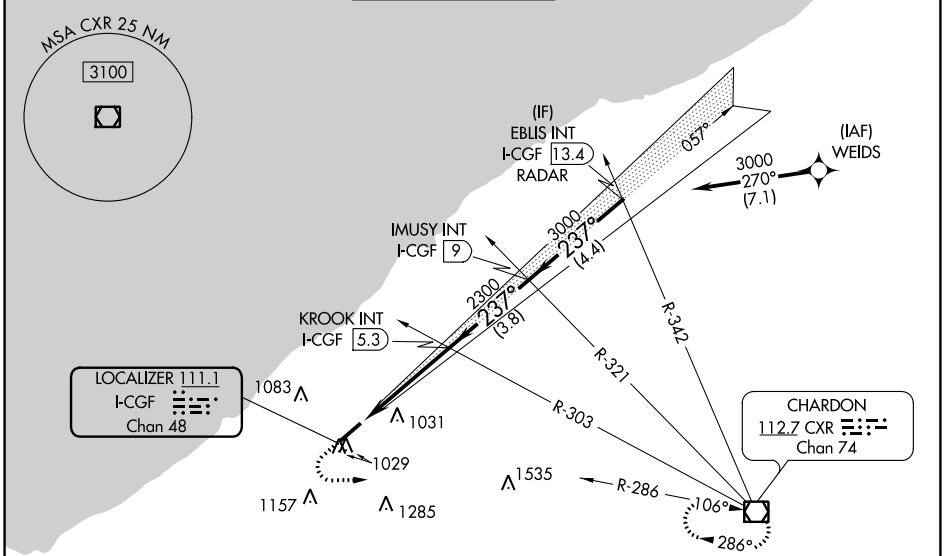 MSA CXR 25 NM
3100
(IF)
EBLIS INT
I-CGF 13.4
RADAR
057°
(IAF)
WEIDS
3000
270°
(7.1)
IMUSY INT
I-CGF 9
3000
237°
(4.4)
KROOK INT
I-CGF 5.3
2300
237°
(3.8)
R-342
R-321
R-303
LOCALIZER 111.1
I-CGF
Chan 48
1083
1031
1029
1157
1285
1535
R-286
106°
286°
CHARDON
112.7 CXR
Chan 74